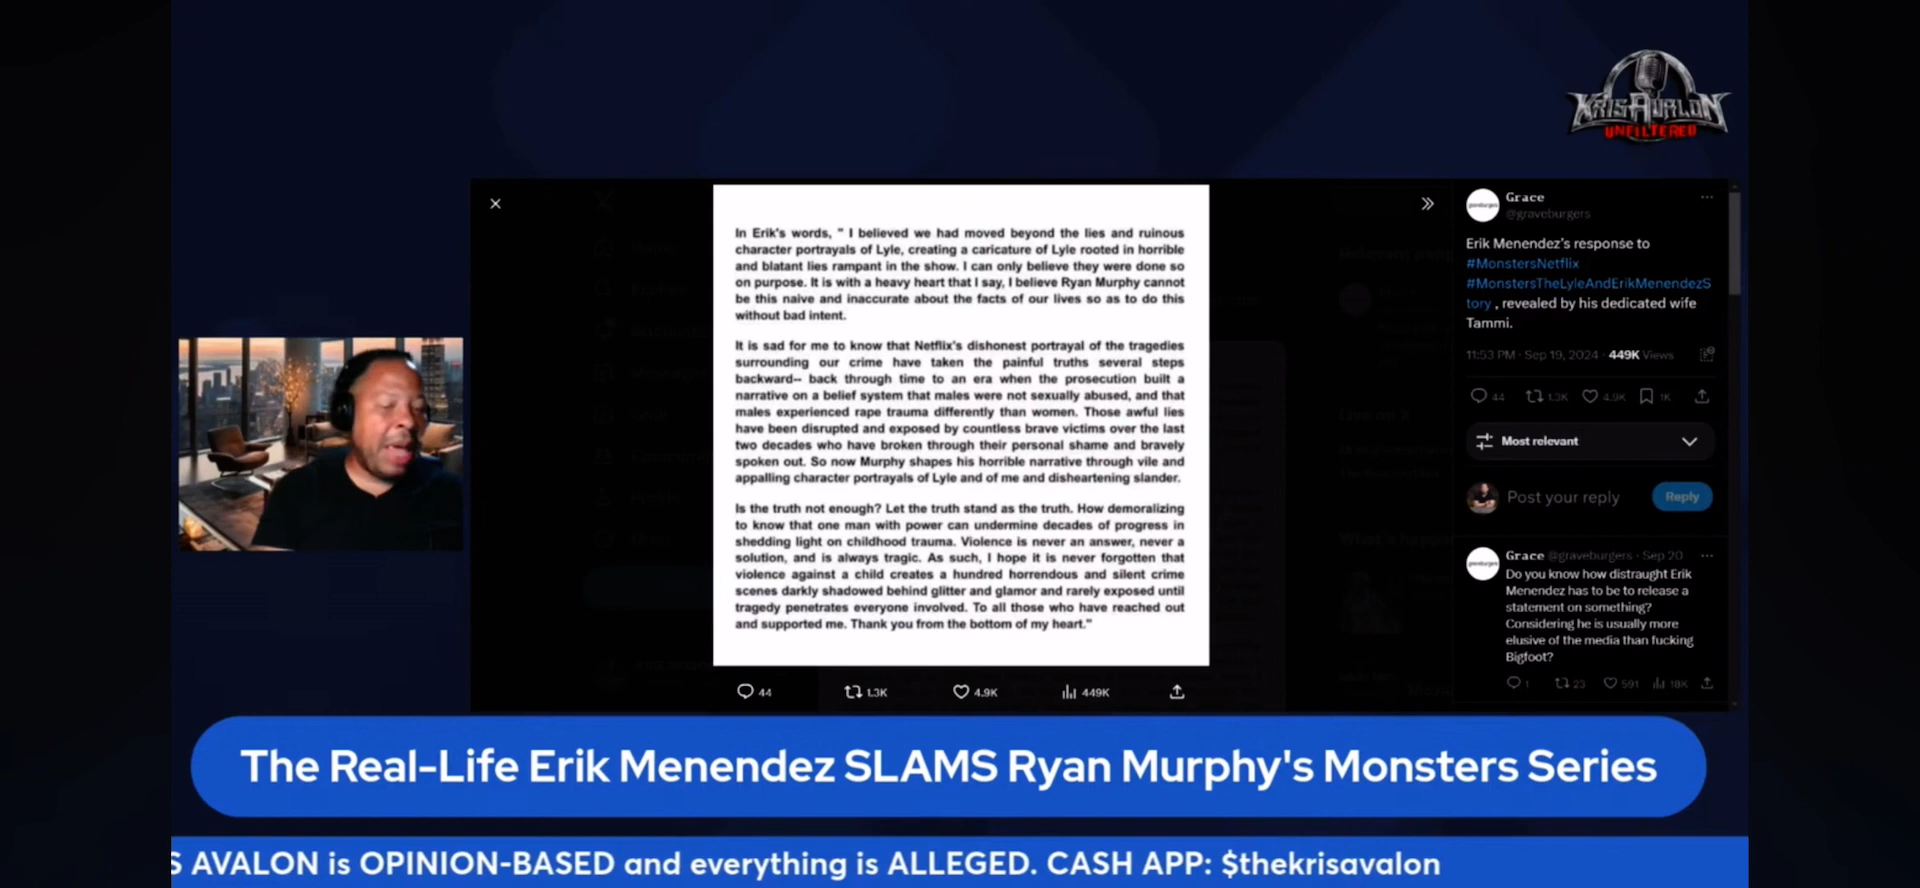 KRISAVALON
UNFILTERED
In Erik's words, " I believed we had moved beyond the lies and ruinous
character portrayals of Lyle, creating a caricature of Lyle rooted in horrible
and blatant lies rampant in the show. I can only believe they were done so
on purpose. It is with a heavy heart that I say, I believe Ryan Murphy cannot
be this naive and inaccurate about the facts of our lives so as to do this
without bad intent.
It is sad for me to know that Netflix's dishonest portrayal of the tragedies
surrounding our crime have taken the painful truths several steps
backward-- back through time to an era when the prosecution built a
narrative on a belief system that males were not sexually abused, and that
males experienced rape trauma differently than women. Those awful lies
have been disrupted and exposed by countless brave victims over the last
two decades who have broken through their personal shame and bravely
spoken out. So now Murphy shapes his horrible narrative through vile and
appalling character portrayals of Lyle and of me and disheartening slander.
Is the truth not enough? Let the truth stand as the truth. How demoralizing
to know that one man with power can undermine decades of progress in
shedding light on childhood trauma. Violence is never an answer, never a
solution, and is always tragic. As such, I hope it is never forgotten that
violence against a child creates a hundred horrendous and silent crime
scenes darkly shadowed behind glitter and glamor and rarely exposed until
tragedy penetrates everyone involved. To all those who have reached out
and supported me. Thank you from the bottom of my heart."
44 1.3K 4.9K 449K
Grace
@graveburgers
Erik Menendez's response to
#MonstersNetflix
#MonstersTheLyleAndErikMenendezS
tory , revealed by his dedicated wife
Tammi.
11:53 PM · Sep 19, 2024 · 449K Views
44 1.3K 4.9K 1K
Most relevant
Post your reply Reply
Grace @graveburgers · Sep 20
Do you know how distraught Erik
Menendez has to be to release a
statement on something?
Considering he is usually more
elusive of the media than fucking
Bigfoot?
1 23 591 18K
The Real-Life Erik Menendez SLAMS Ryan Murphy's Monsters Series
S AVALON is OPINION-BASED and everything is ALLEGED. CASH APP: $thekrisavalon